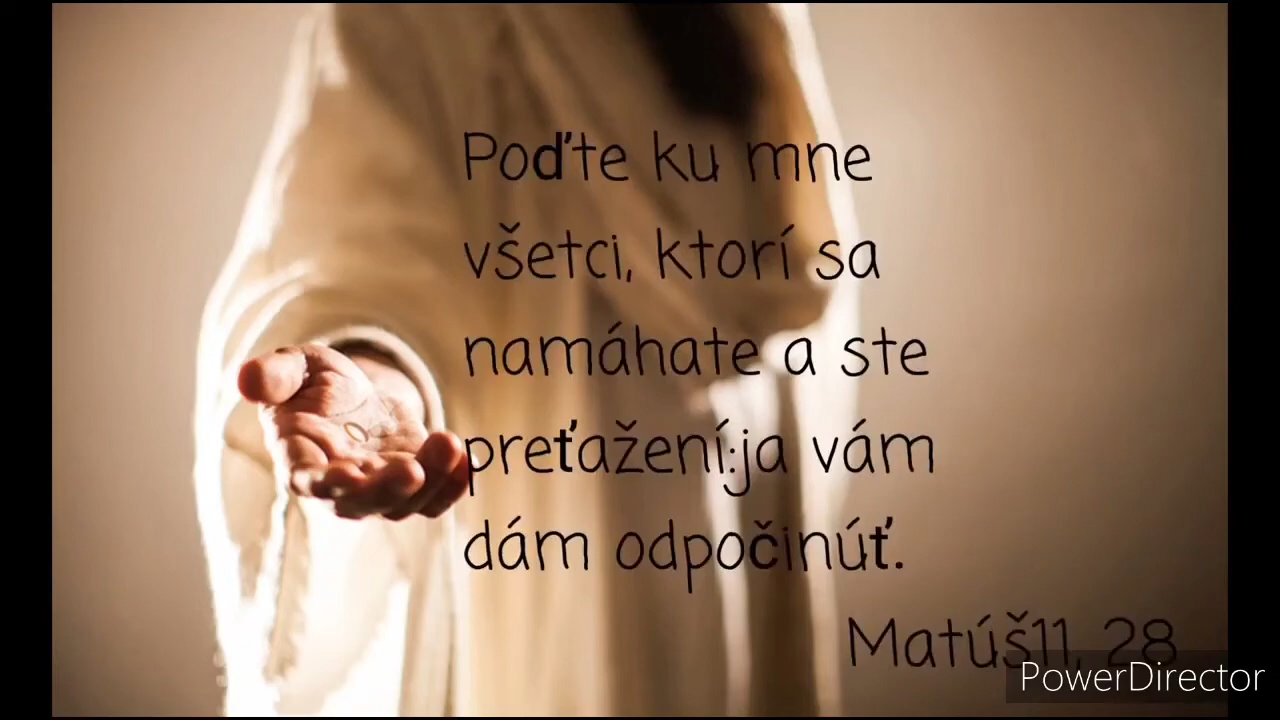 Poďte ku mne
všetci, ktorí sa
namáhate a ste
preťažení:ja vám
dám odpočinúť.
Matúš11, 28
PowerDirector